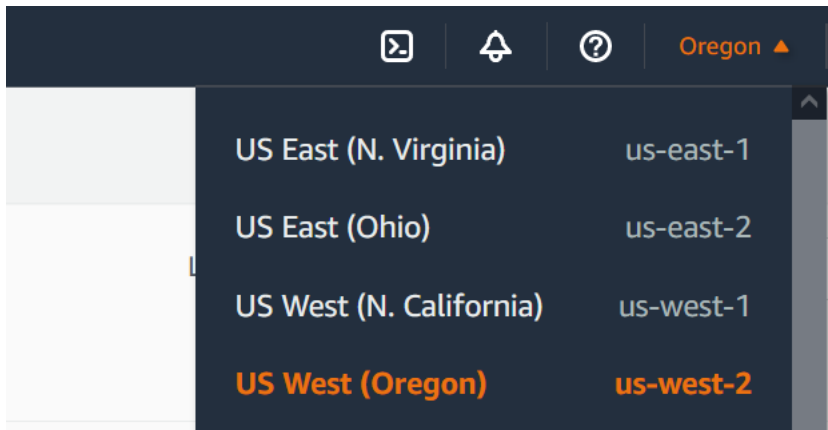 Oregon
US East (N. Virginia) us-east-1
US East (Ohio) us-east-2
US West (N. California) us-west-1
US West (Oregon) us-west-2